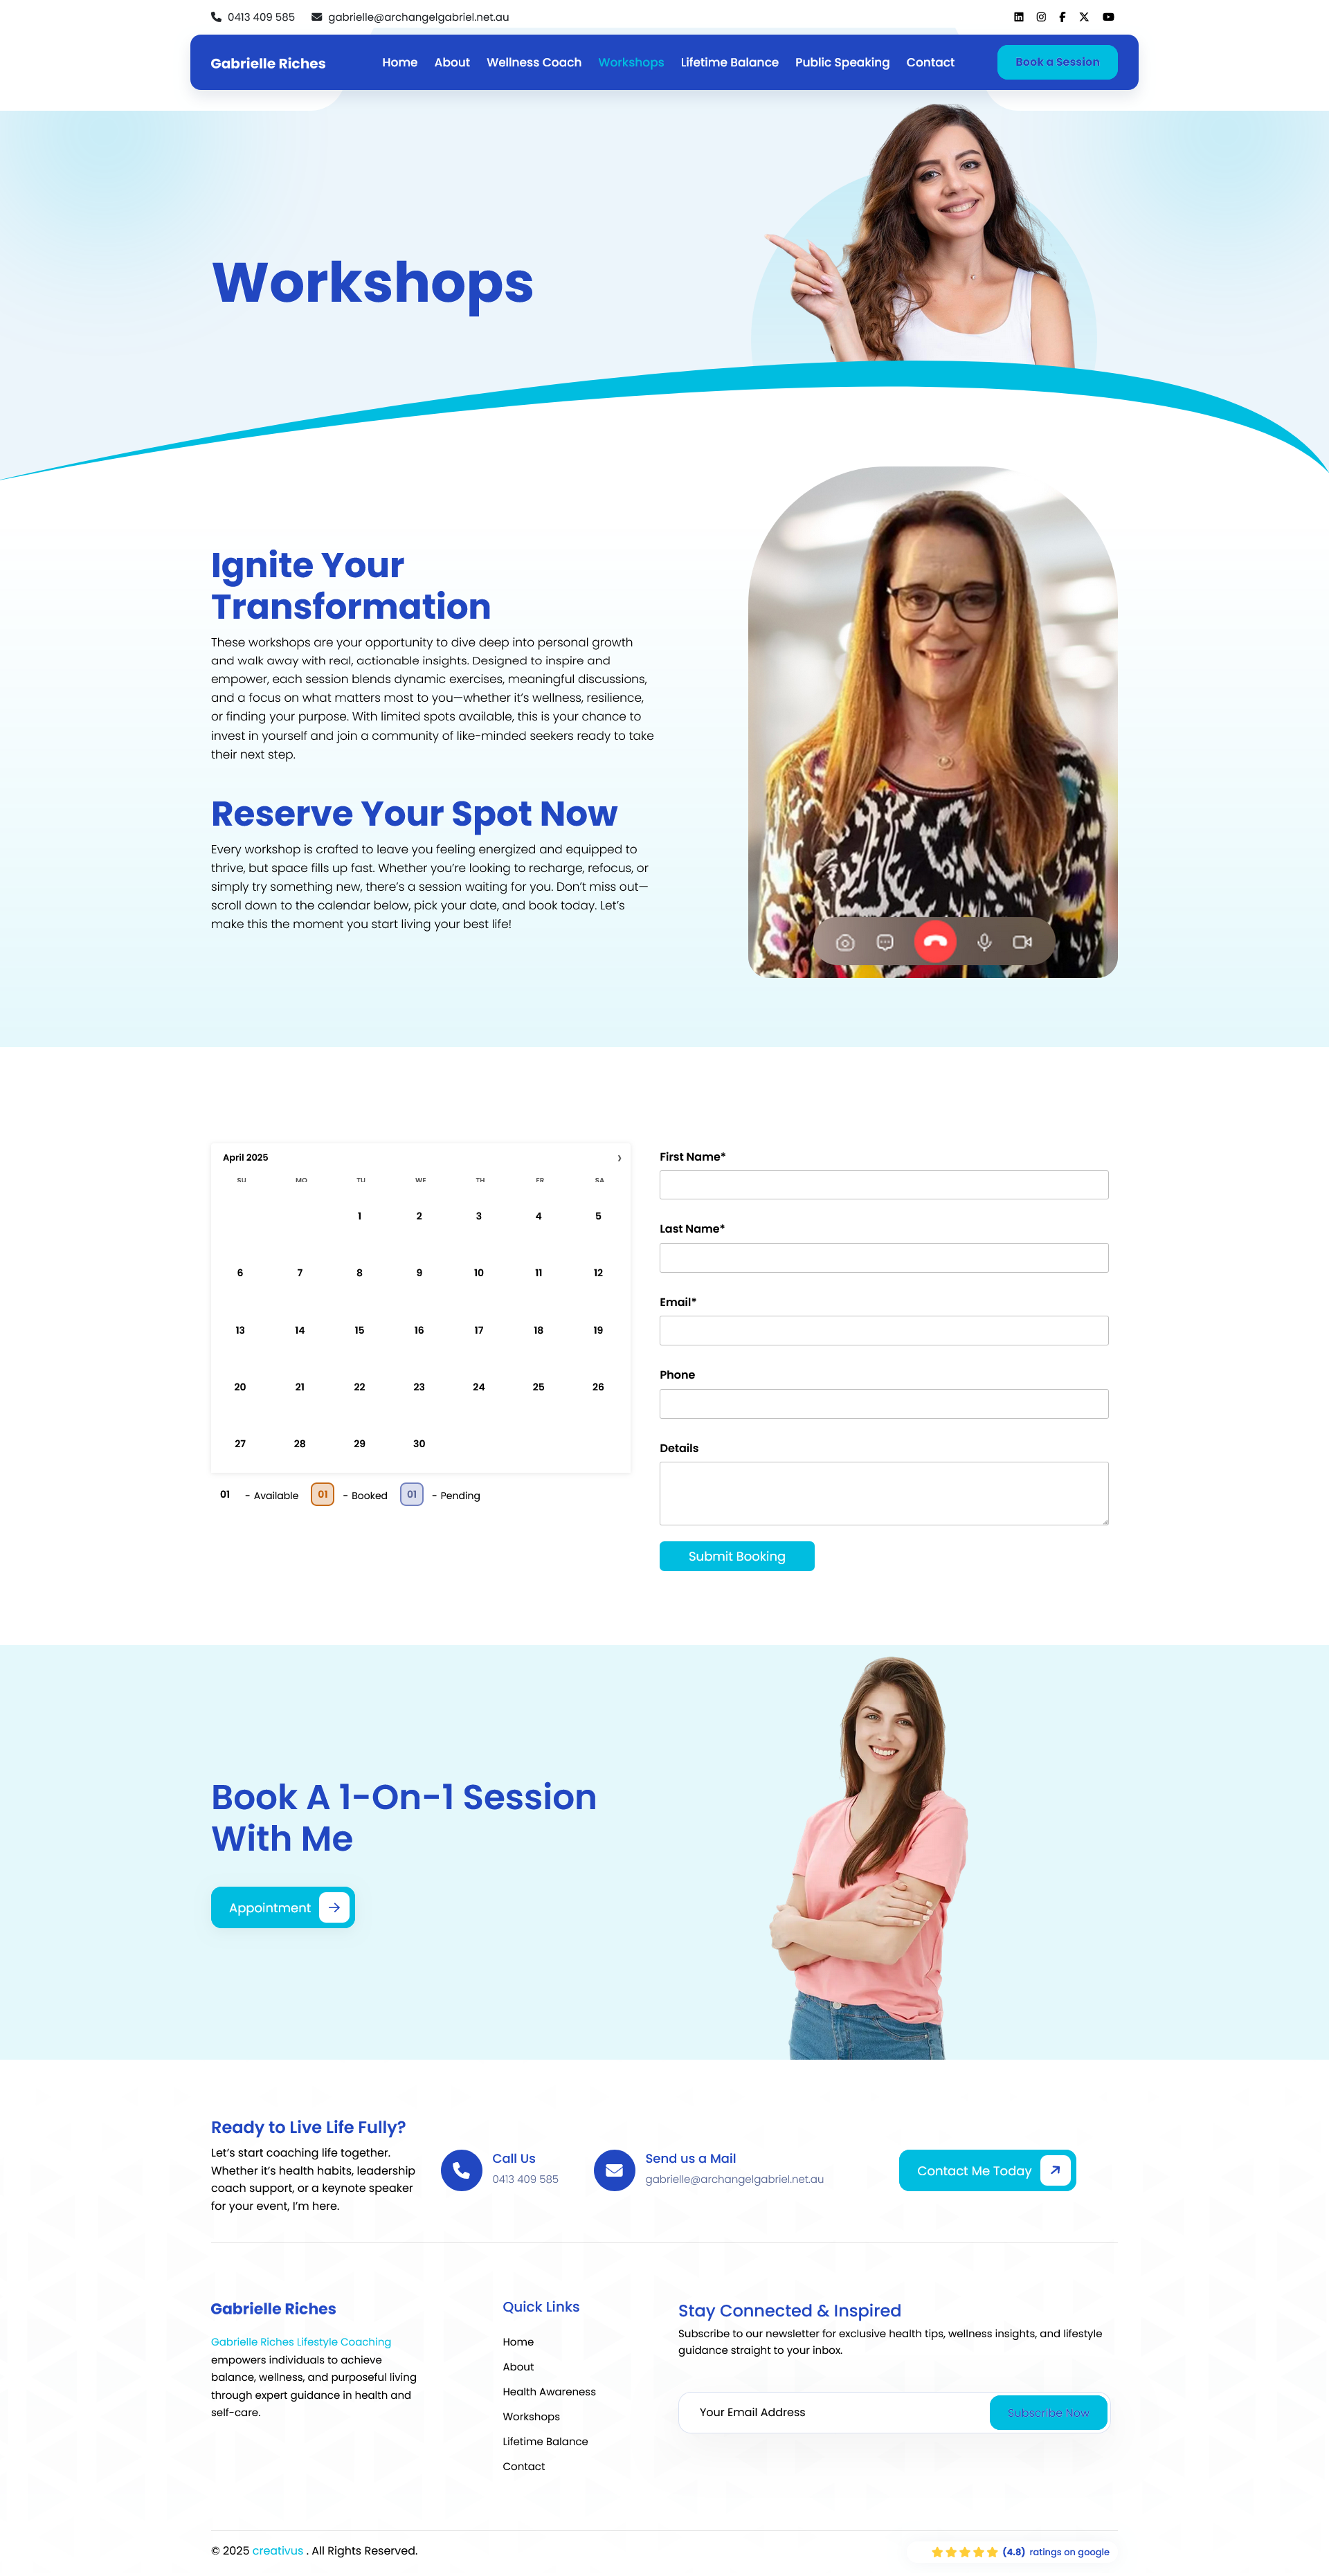 0413 409 585 gabrielle@archangelgabriel.net.au
Gabrielle Riches Home About Wellness Coach Workshops Lifetime Balance Public Speaking Contact Book a Session
Workshops
Ignite Your
Transformation
These workshops are your opportunity to dive deep into personal growth
and walk away with real, actionable insights. Designed to inspire and
empower, each session blends dynamic exercises, meaningful discussions,
and a focus on what matters most to you—whether it’s wellness, resilience,
or finding your purpose. With limited spots available, this is your chance to
invest in yourself and join a community of like-minded seekers ready to take
their next step.
Reserve Your Spot Now
Every workshop is crafted to leave you feeling energized and equipped to
thrive, but space fills up fast. Whether you’re looking to recharge, refocus, or
simply try something new, there’s a session waiting for you. Don’t miss out—
scroll down to the calendar below, pick your date, and book today. Let’s
make this the moment you start living your best life!
April 2025 ›
SU MO TU WE TH FR SA
1 2 3 4 5
6 7 8 9 10 11 12
13 14 15 16 17 18 19
20 21 22 23 24 25 26
27 28 29 30
01 - Available 01 - Booked 01 - Pending
First Name*
Last Name*
Email*
Phone
Details
Submit Booking
Book A 1-On-1 Session
With Me
Appointment
Ready to Live Life Fully?
Let’s start coaching life together.
Whether it’s health habits, leadership
coach support, or a keynote speaker
for your event, I’m here.
Call Us
0413 409 585
Send us a Mail
gabrielle@archangelgabriel.net.au
Contact Me Today
Gabrielle Riches
Gabrielle Riches Lifestyle Coaching
empowers individuals to achieve
balance, wellness, and purposeful living
through expert guidance in health and
self-care.
Quick Links
Home
About
Health Awareness
Workshops
Lifetime Balance
Contact
Stay Connected & Inspired
Subscribe to our newsletter for exclusive health tips, wellness insights, and lifestyle
guidance straight to your inbox.
Your Email Address Subscribe Now
© 2025 creativus . All Rights Reserved.
(4.8) ratings on google